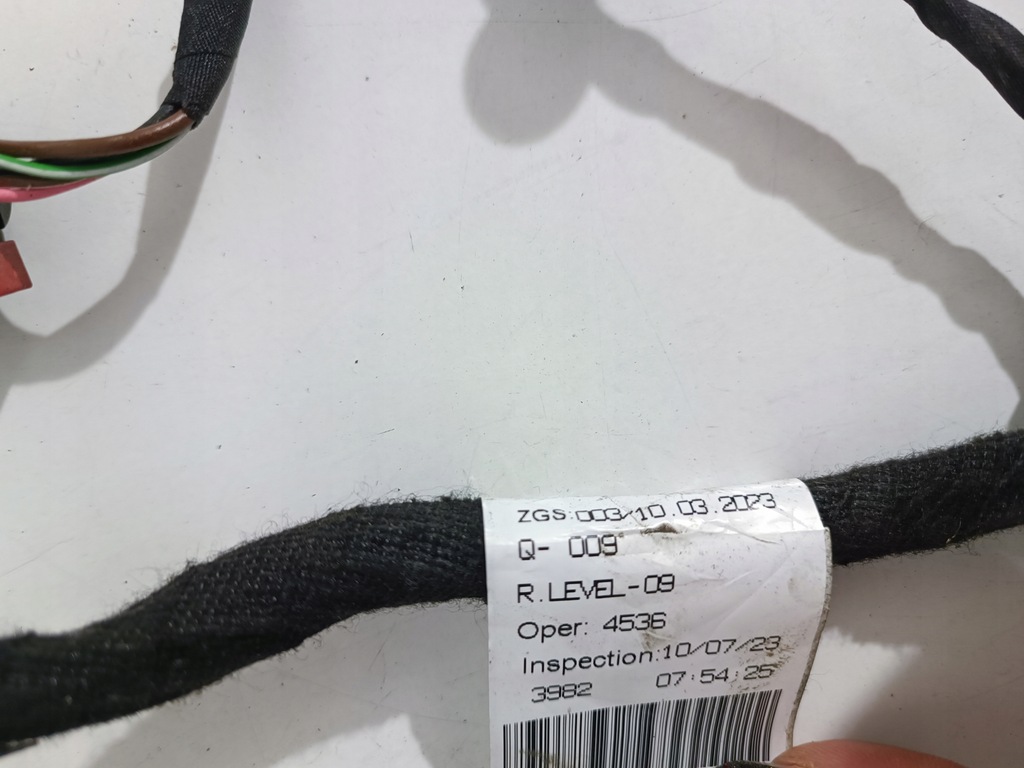 ZGS:003/10.03.2023
Q- 009
R.LEVEL-09
Oper: 4536
Inspection:10/07/23
3982 07:54:25